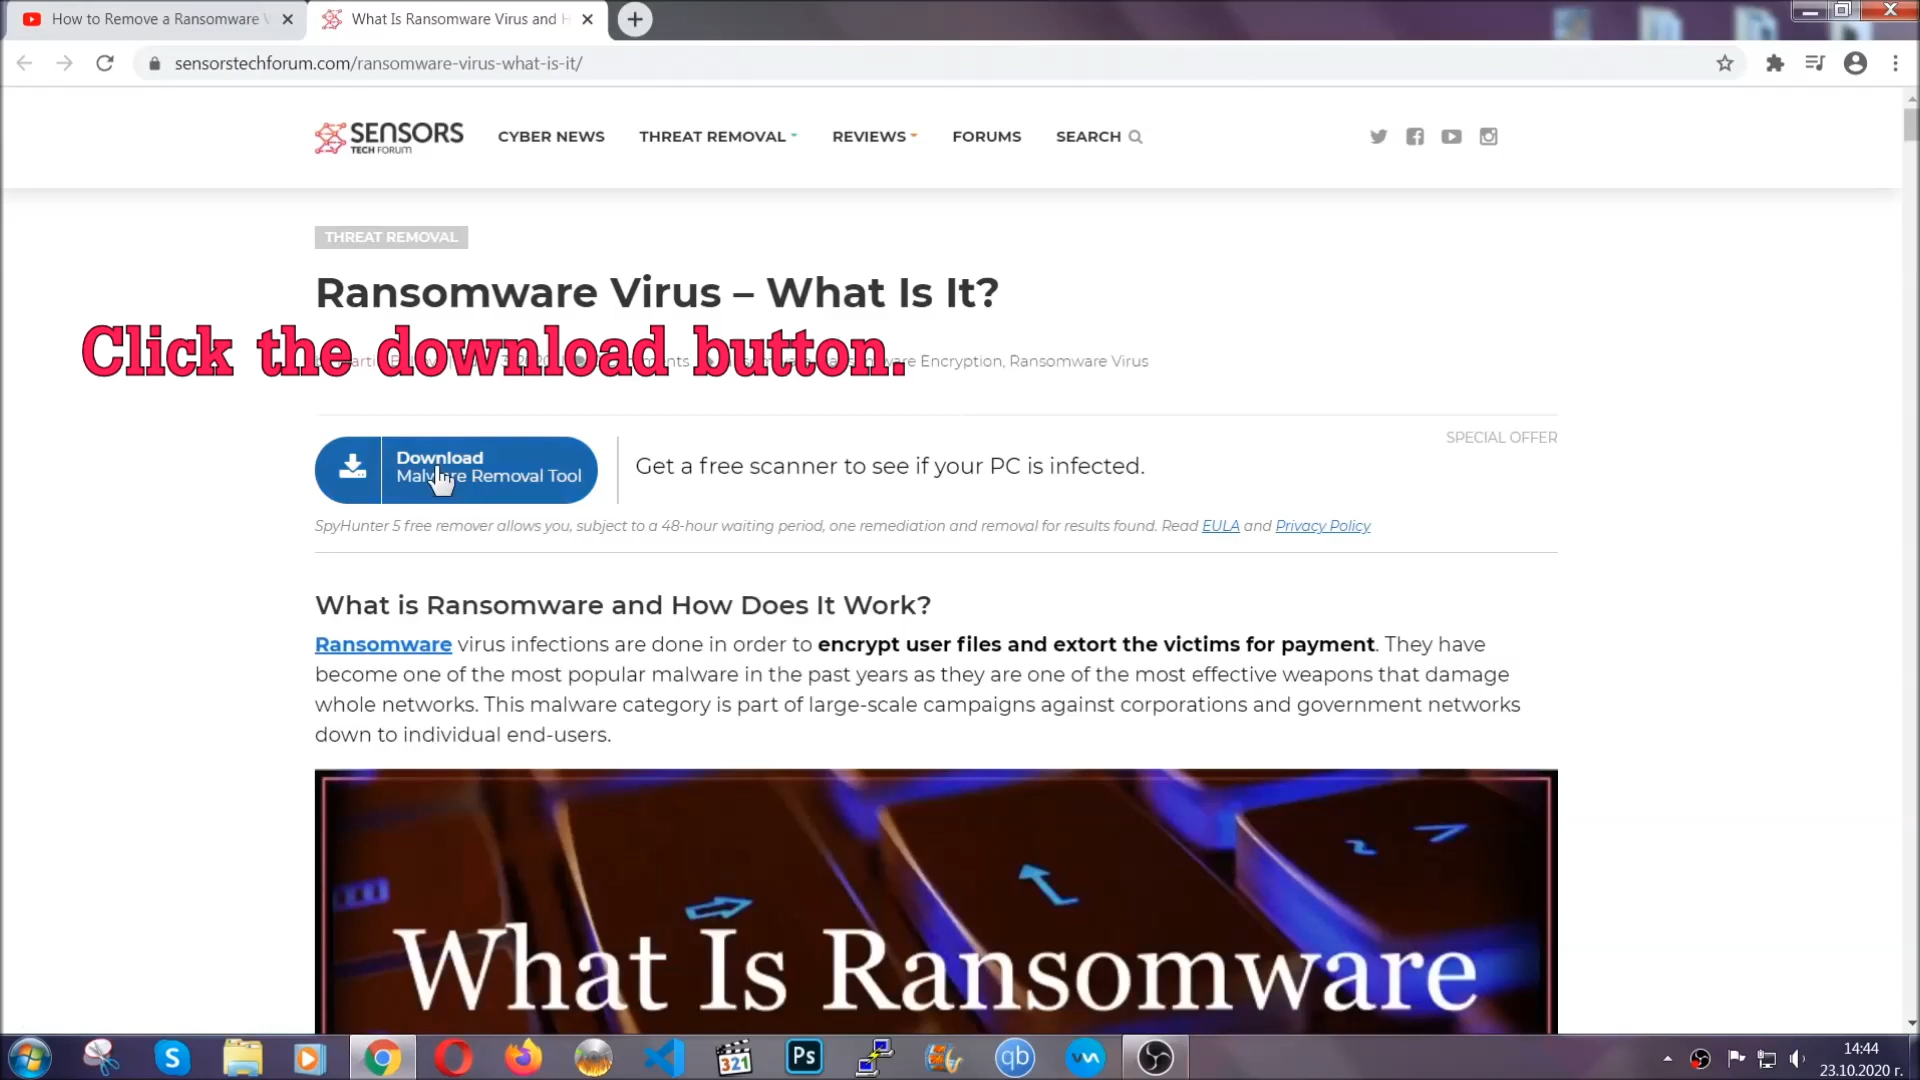 How to Remove a Ransomware V
What Is Ransomware Virus and H
sensorstechforum.com/ransomware-virus-what-is-it/
SENSORS
TECH FORUM
CYBER NEWS
THREAT REMOVAL
REVIEWS
FORUMS
SEARCH
THREAT REMOVAL
Ransomware Virus – What Is It?
Click the download button.
Encryption, Ransomware Virus
SPECIAL OFFER
Download
Malware Removal Tool
Get a free scanner to see if your PC is infected.
SpyHunter 5 free remover allows you, subject to a 48-hour waiting period, one remediation and removal for results found. Read EULA and Privacy Policy
What is Ransomware and How Does It Work?
Ransomware virus infections are done in order to encrypt user files and extort the victims for payment. They have
become one of the most popular malware in the past years as they are one of the most effective weapons that damage
whole networks. This malware category is part of large-scale campaigns against corporations and government networks
down to individual end-users.
What Is Ransomware
S
321
Ps
qb
14:44
23.10.2020 г.